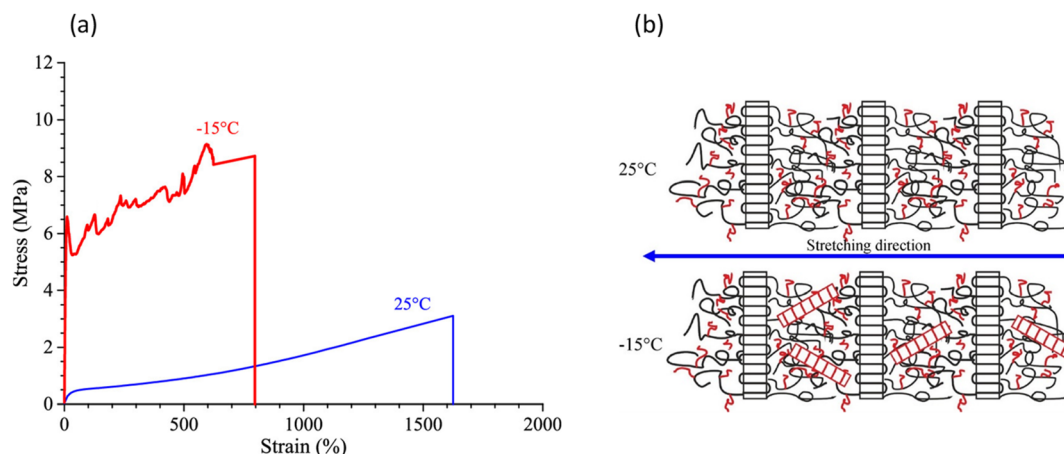 (a)
(b)
12
10
8
6
4
2
0
Stress (MPa)
-15°C
25°C
0
500
1000
1500
2000
Strain (%)
25°C
Stretching direction
-15°C